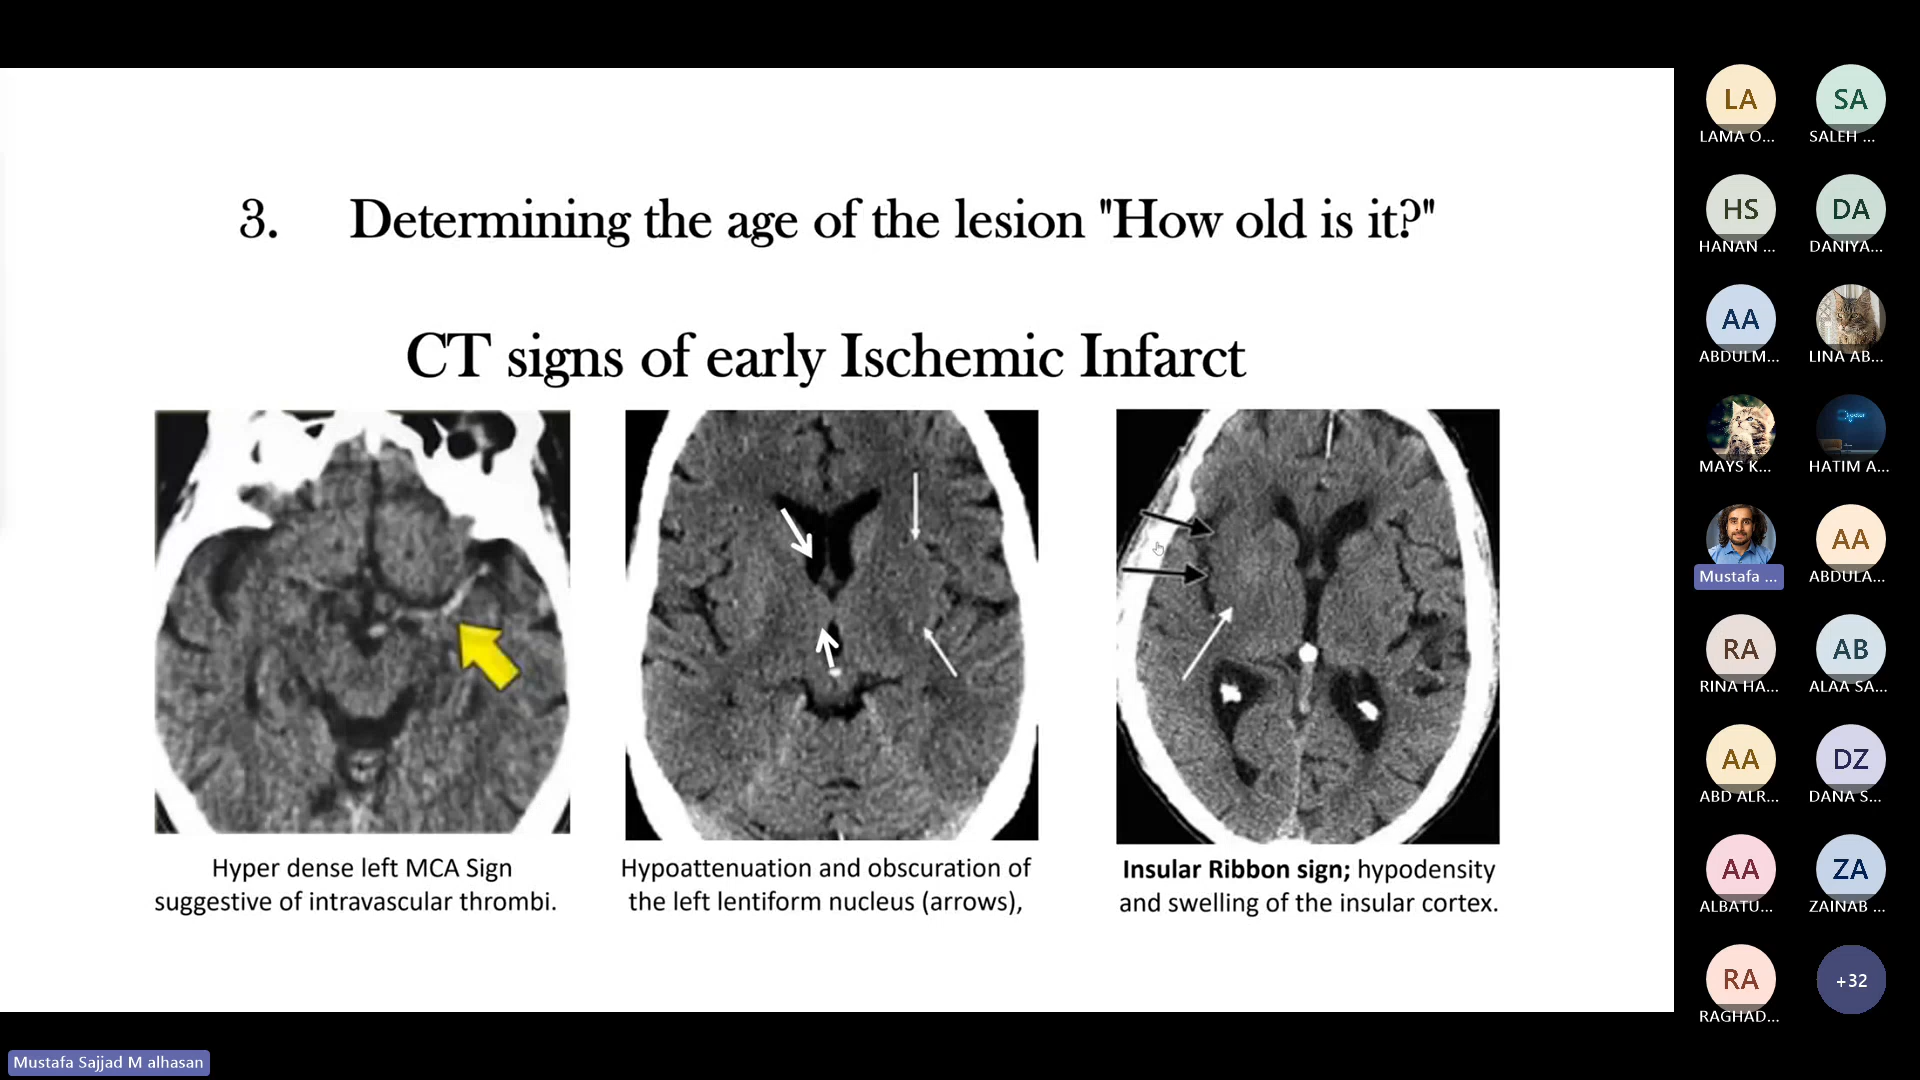 3. Determining the age of the lesion "How old is it?"
CT signs of early Ischemic Infarct
Hyper dense left MCA Sign
suggestive of intravascular thrombi.
Hypoattenuation and obscuration of
the left lentiform nucleus (arrows),
Insular Ribbon sign; hypodensity
and swelling of the insular cortex.
LA
LAMA O...
SA
SALEH ...
HS
HANAN ...
DA
DANIYA...
AA
ABDULM...
LINA AB...
MAYS K...
HATIM A...
Mustafa ...
AA
ABDULA...
RA
RINA HA...
AB
ALAA SA...
AA
ABD ALR...
DZ
DANA S...
AA
ALBATU...
ZA
ZAINAB ...
RA
RAGHAD...
+32
Mustafa Sajjad M alhasan